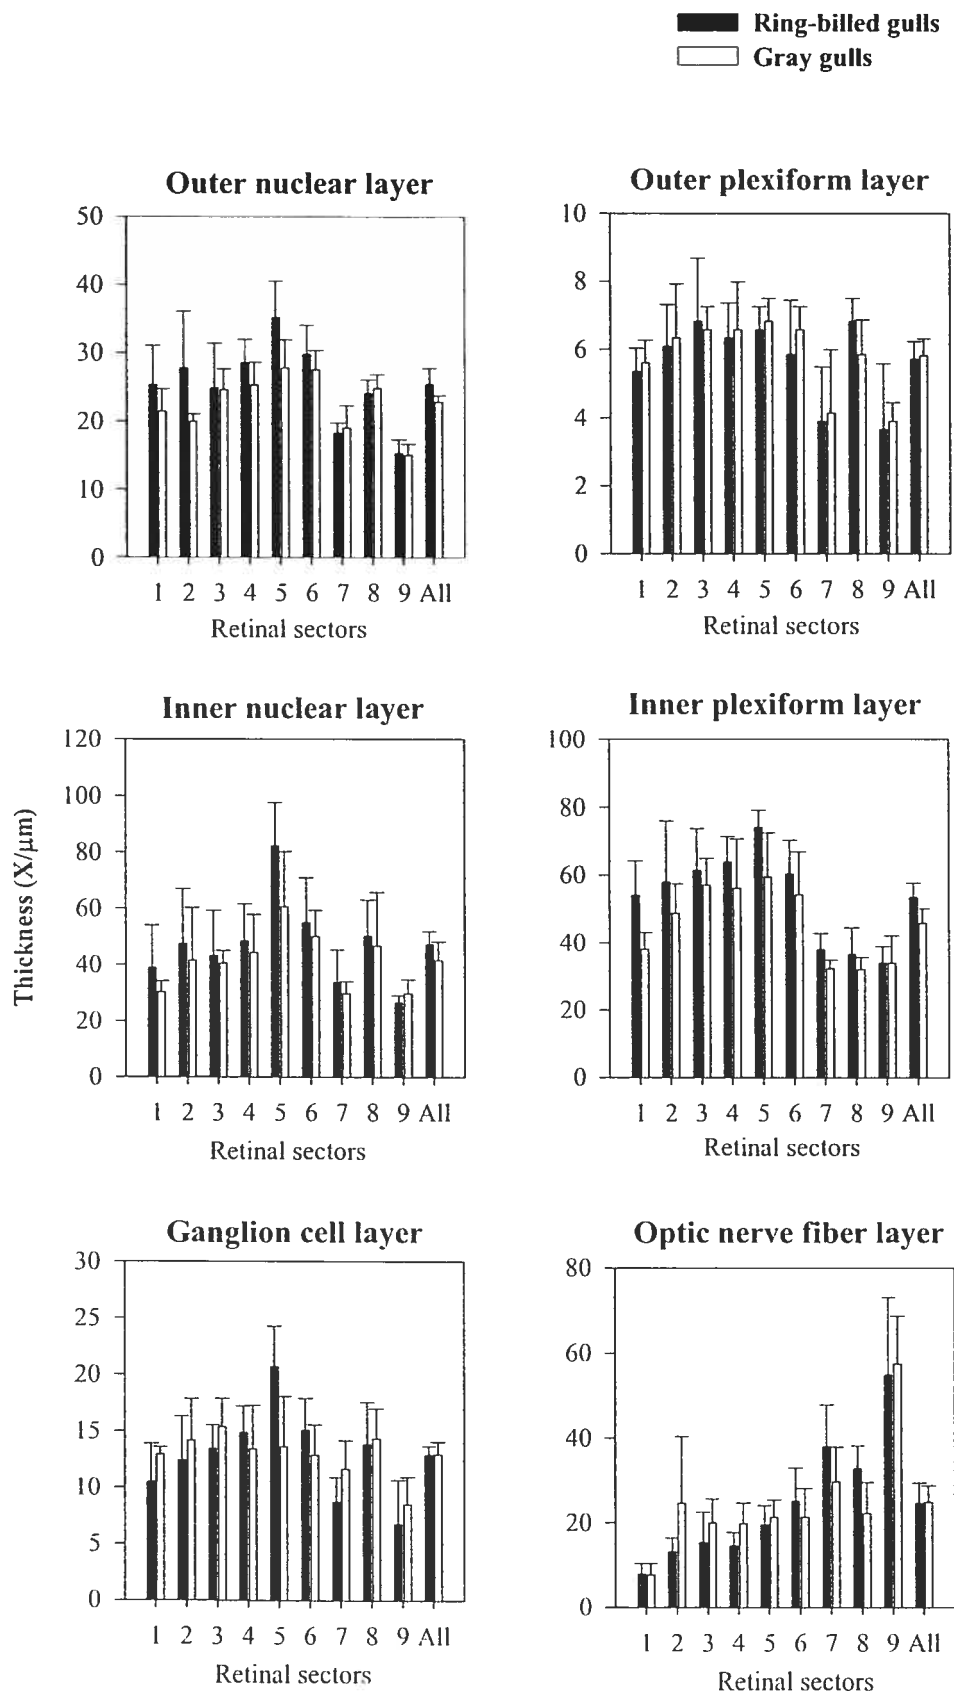 Ring-billed gulls
Gray gulls
Outer nuclear layer
50
40
30
20
10
0
1 2 3 4 5 6 7 8 9 All
Retinal sectors
Outer plexiform layer
10
8
6
4
2
0
1 2 3 4 5 6 7 8 9 All
Retinal sectors
Thickness (X/µm)
Inner nuclear layer
120
100
80
60
40
20
0
1 2 3 4 5 6 7 8 9 All
Retinal sectors
Inner plexiform layer
100
80
60
40
20
0
1 2 3 4 5 6 7 8 9 All
Retinal sectors
Ganglion cell layer
30
25
20
15
10
5
0
1 2 3 4 5 6 7 8 9 All
Retinal sectors
Optic nerve fiber layer
80
60
40
20
0
1 2 3 4 5 6 7 8 9 All
Retinal sectors